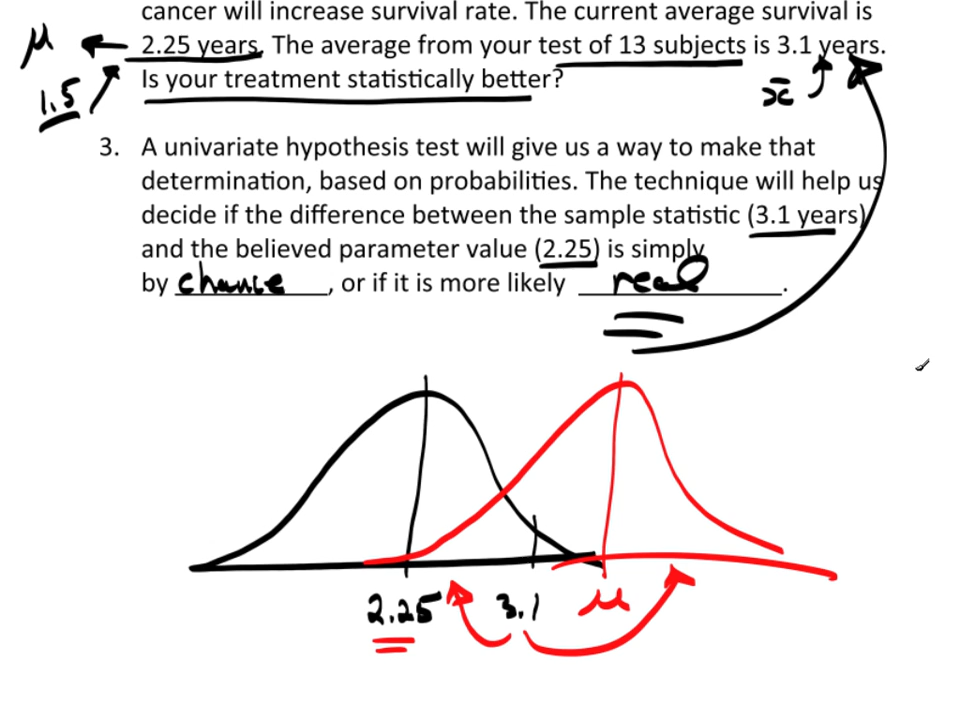 cancer will increase survival rate. The current average survival is
μ 2.25 years. The average from your test of 13 subjects is 3.1 years.
1.5 Is your treatment statistically better? x̄
3. A univariate hypothesis test will give us a way to make that
determination, based on probabilities. The technique will help us
decide if the difference between the sample statistic (3.1 years)
and the believed parameter value (2.25) is simply
by chance, or if it is more likely real.
2.25 3.1 μ